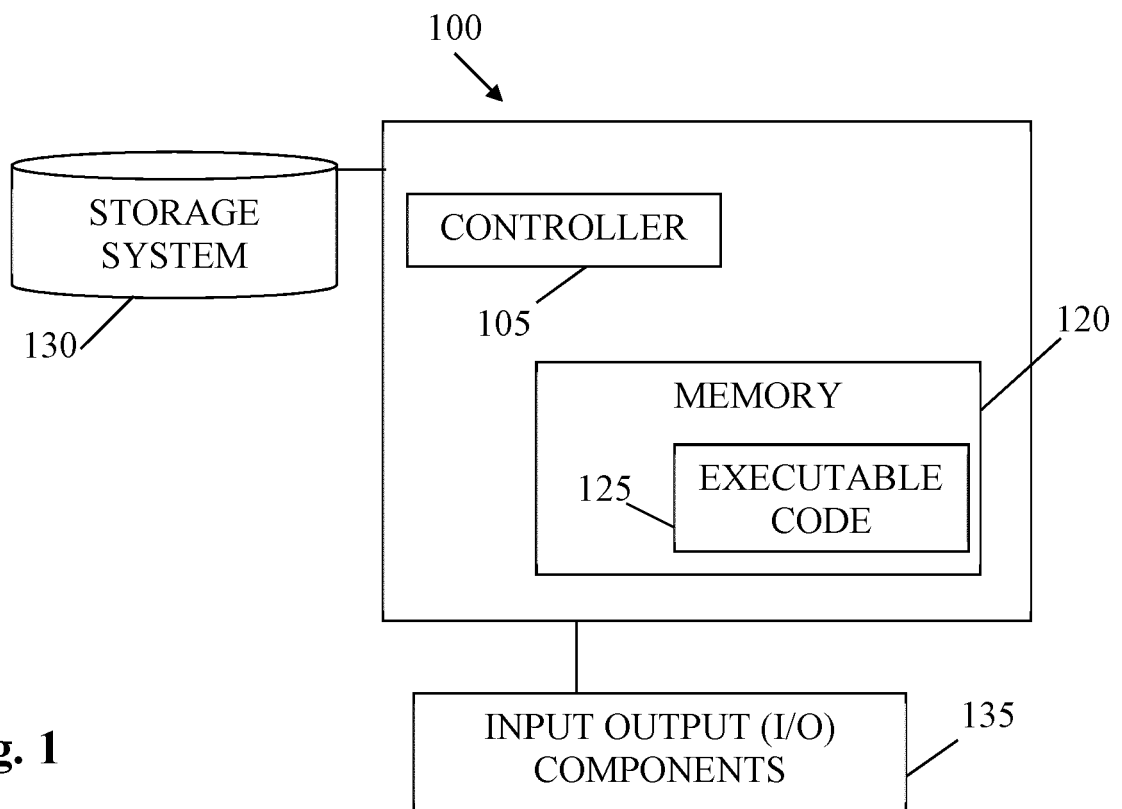 100
STORAGE
SYSTEM
CONTROLLER
130
105
120
MEMORY
125
EXECUTABLE
CODE
INPUT OUTPUT (I/O)
COMPONENTS
135
g. 1